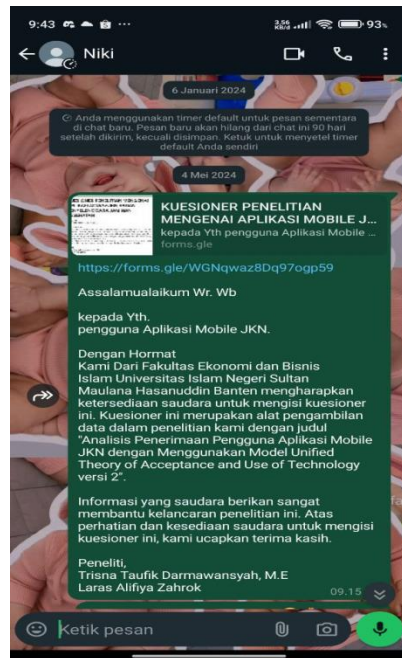 9:43
3,56
KB/d
93%
Niki
6 Januari 2024
Anda menggunakan timer default untuk pesan sementara
di chat baru. Pesan baru akan hilang dari chat ini 90 hari
setelah dikirim, kecuali disimpan. Ketuk untuk menyetel timer
default Anda sendiri
4 Mei 2024
KUESIONER PENELITIAN
MENGENAI APLIKASI MOBILE J...
kepada Yth pengguna Aplikasi Mobile ...
forms.gle
https://forms.gle/WGNqwaz8Dq97ogp59
Assalamualaikum Wr. Wb
kepada Yth.
pengguna Aplikasi Mobile JKN.
Dengan Hormat
Kami Dari Fakultas Ekonomi dan Bisnis
Islam Universitas Islam Negeri Sultan
Maulana Hasanuddin Banten mengharapkan
ketersediaan saudara untuk mengisi kuesioner
ini. Kuesioner ini merupakan alat pengambilan
data dalam penelitian kami dengan judul
"Analisis Penerimaan Pengguna Aplikasi Mobile
JKN dengan Menggunakan Model Unified
Theory of Acceptance and Use of Technology
versi 2".
Informasi yang saudara berikan sangat
membantu kelancaran penelitian ini. Atas
perhatian dan kesediaan saudara untuk mengisi
kuesioner ini, kami ucapkan terima kasih.
Peneliti,
Trisna Taufik Darmawansyah, M.E
Laras Alifiya Zahrok
09.15
Ketik pesan